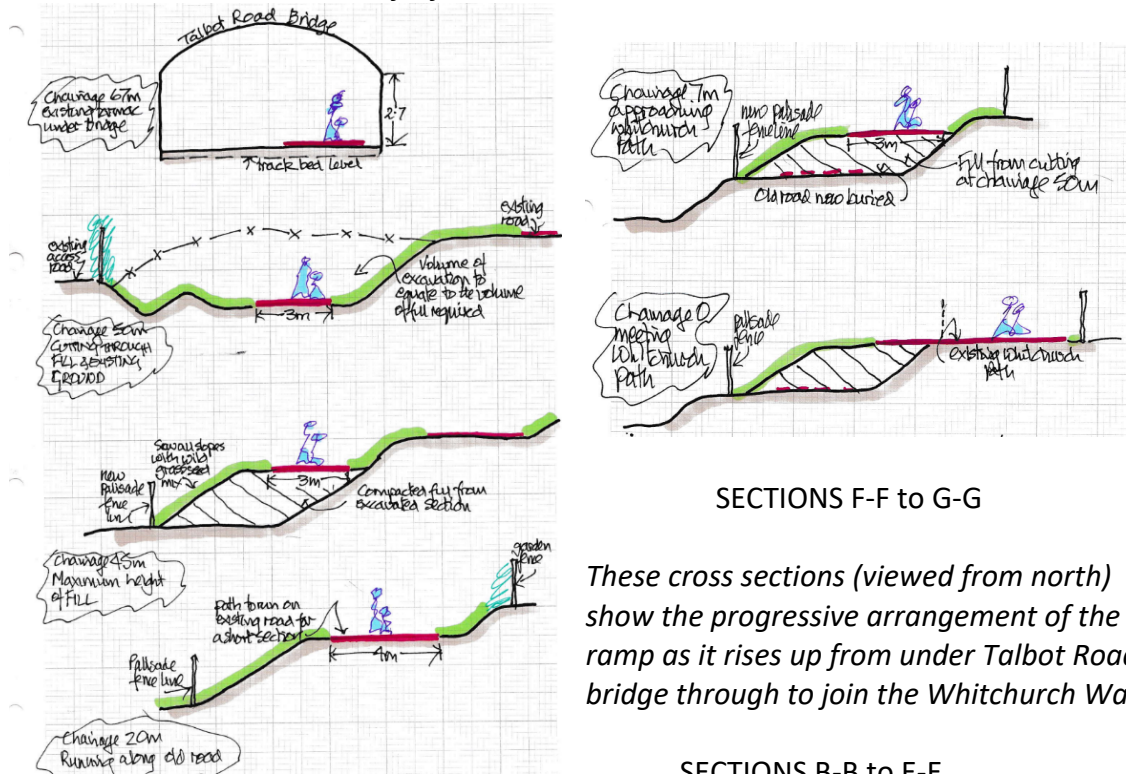 Talbot Road Bridge
Chainage 67m
existing tarmac
under bridge
2.7
track bed level
existing
access
road
existing
road
Volume of
excavation to
equate to the volume
of fill required
3m
Chainage 50m
CUTTING THROUGH
FILL & EXISTING
GROUND
Sow all slopes
with wild
grass seed
mix
new
Palisade
fence
line
3m
Compacted fill from
excavated section
Chainage 45m
Maximum height
of FILL
garden
fence
path to run on
existing road for
a short section
4m
Pallisade
fence line
Chainage 20m
Running along old road
Chainage 7m
approaching
Whitchurch
Path
new palisade
fence line
3m
Fill from cutting
at chainage 50m
Old road now buried
Chainage 0
meeting
Whitchurch
path
pallisade
fence
existing Whitchurch
path
SECTIONS F-F to G-G
These cross sections (viewed from north)
show the progressive arrangement of the
ramp as it rises up from under Talbot Roa
bridge through to join the Whitchurch Wa
SECTIONS B-B to E-E